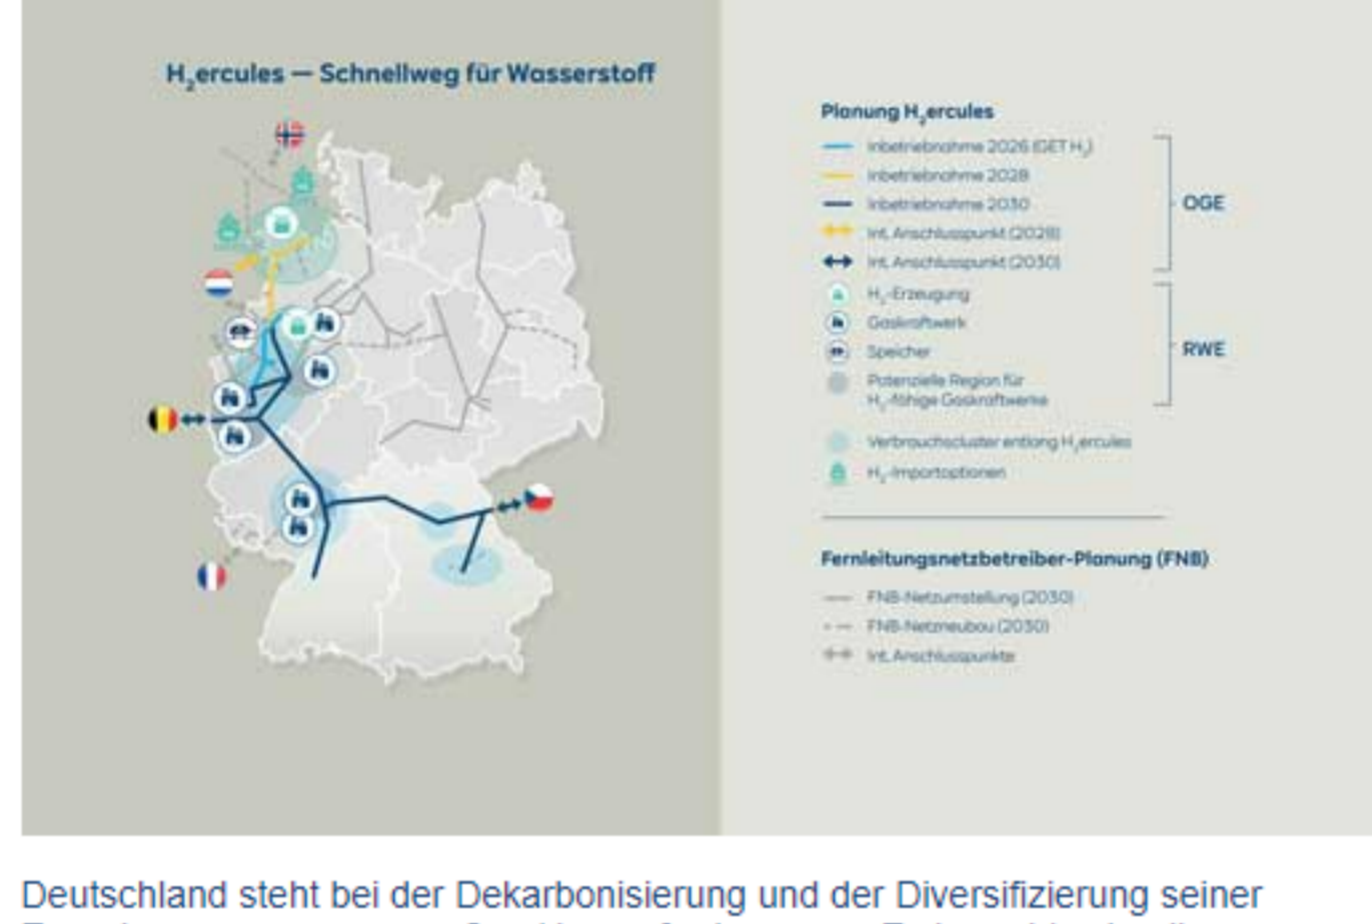 H₂ercules — Schnellweg für Wasserstoff
Planung H₂ercules
Inbetriebnahme 2026 (GET H₂)
Inbetriebnahme 2028
Inbetriebnahme 2030
Int. Anschlusspunkt (2028)
Int. Anschlusspunkt (2030)
OGE
H₂-Erzeugung
Gaskraftwerk
Speicher
Potenzielle Region für
H₂-fähige Gaskraftwerke
RWE
Verbrauchscluster entlang H₂ercules
H₂-Importoptionen
Fernleitungsnetzbetreiber-Planung (FNB)
FNB-Netzumstellung (2030)
FNB-Netzneubau (2030)
Int. Anschlusspunkte
Deutschland steht bei der Dekarbonisierung und der Diversifizierung seiner